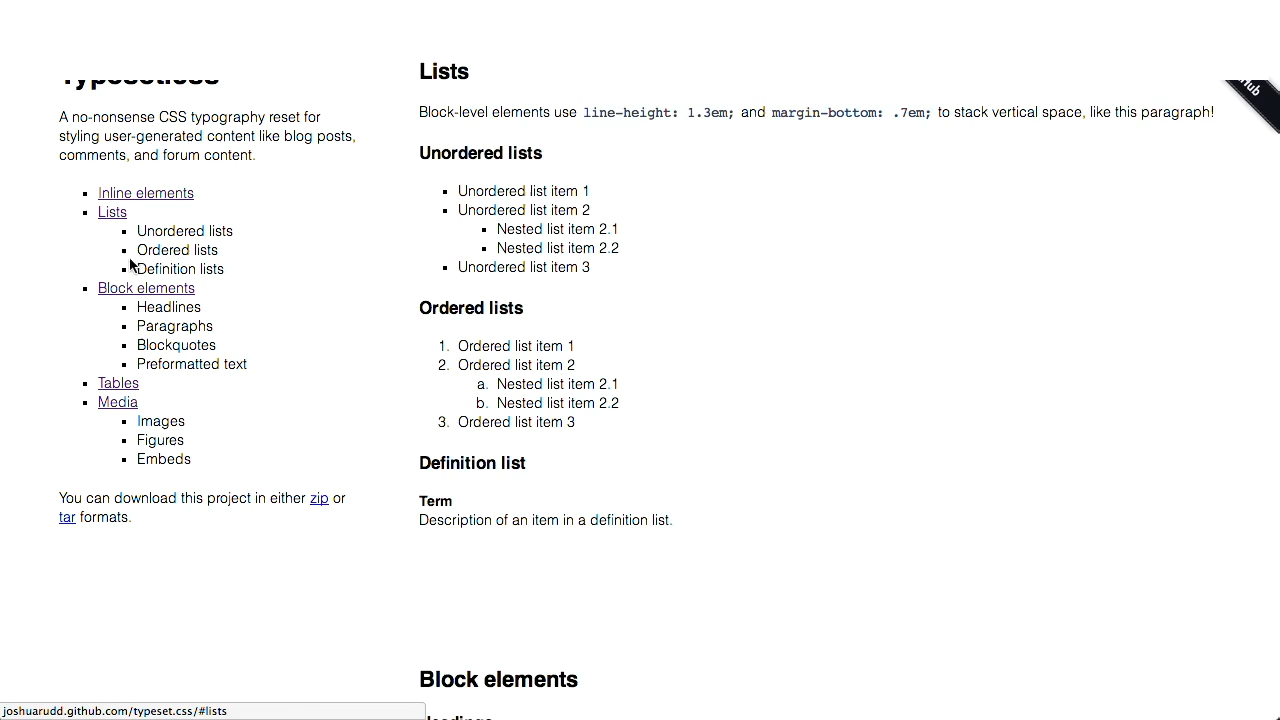 A no-nonsense CSS typography reset for
styling user-generated content like blog posts,
comments, and forum content.
Inline elements
Lists
Unordered lists
Ordered lists
Definition lists
Block elements
Headlines
Paragraphs
Blockquotes
Preformatted text
Tables
Media
Images
Figures
Embeds
You can download this project in either zip or
tar formats.
Lists
Block-level elements use line-height: 1.3em; and margin-bottom: .7em; to stack vertical space, like this paragraph!
Unordered lists
Unordered list item 1
Unordered list item 2
Nested list item 2.1
Nested list item 2.2
Unordered list item 3
Ordered lists
1. Ordered list item 1
2. Ordered list item 2
a. Nested list item 2.1
b. Nested list item 2.2
3. Ordered list item 3
Definition list
Term
Description of an item in a definition list.
Block elements
joshuarudd.github.com/typeset.css/#lists